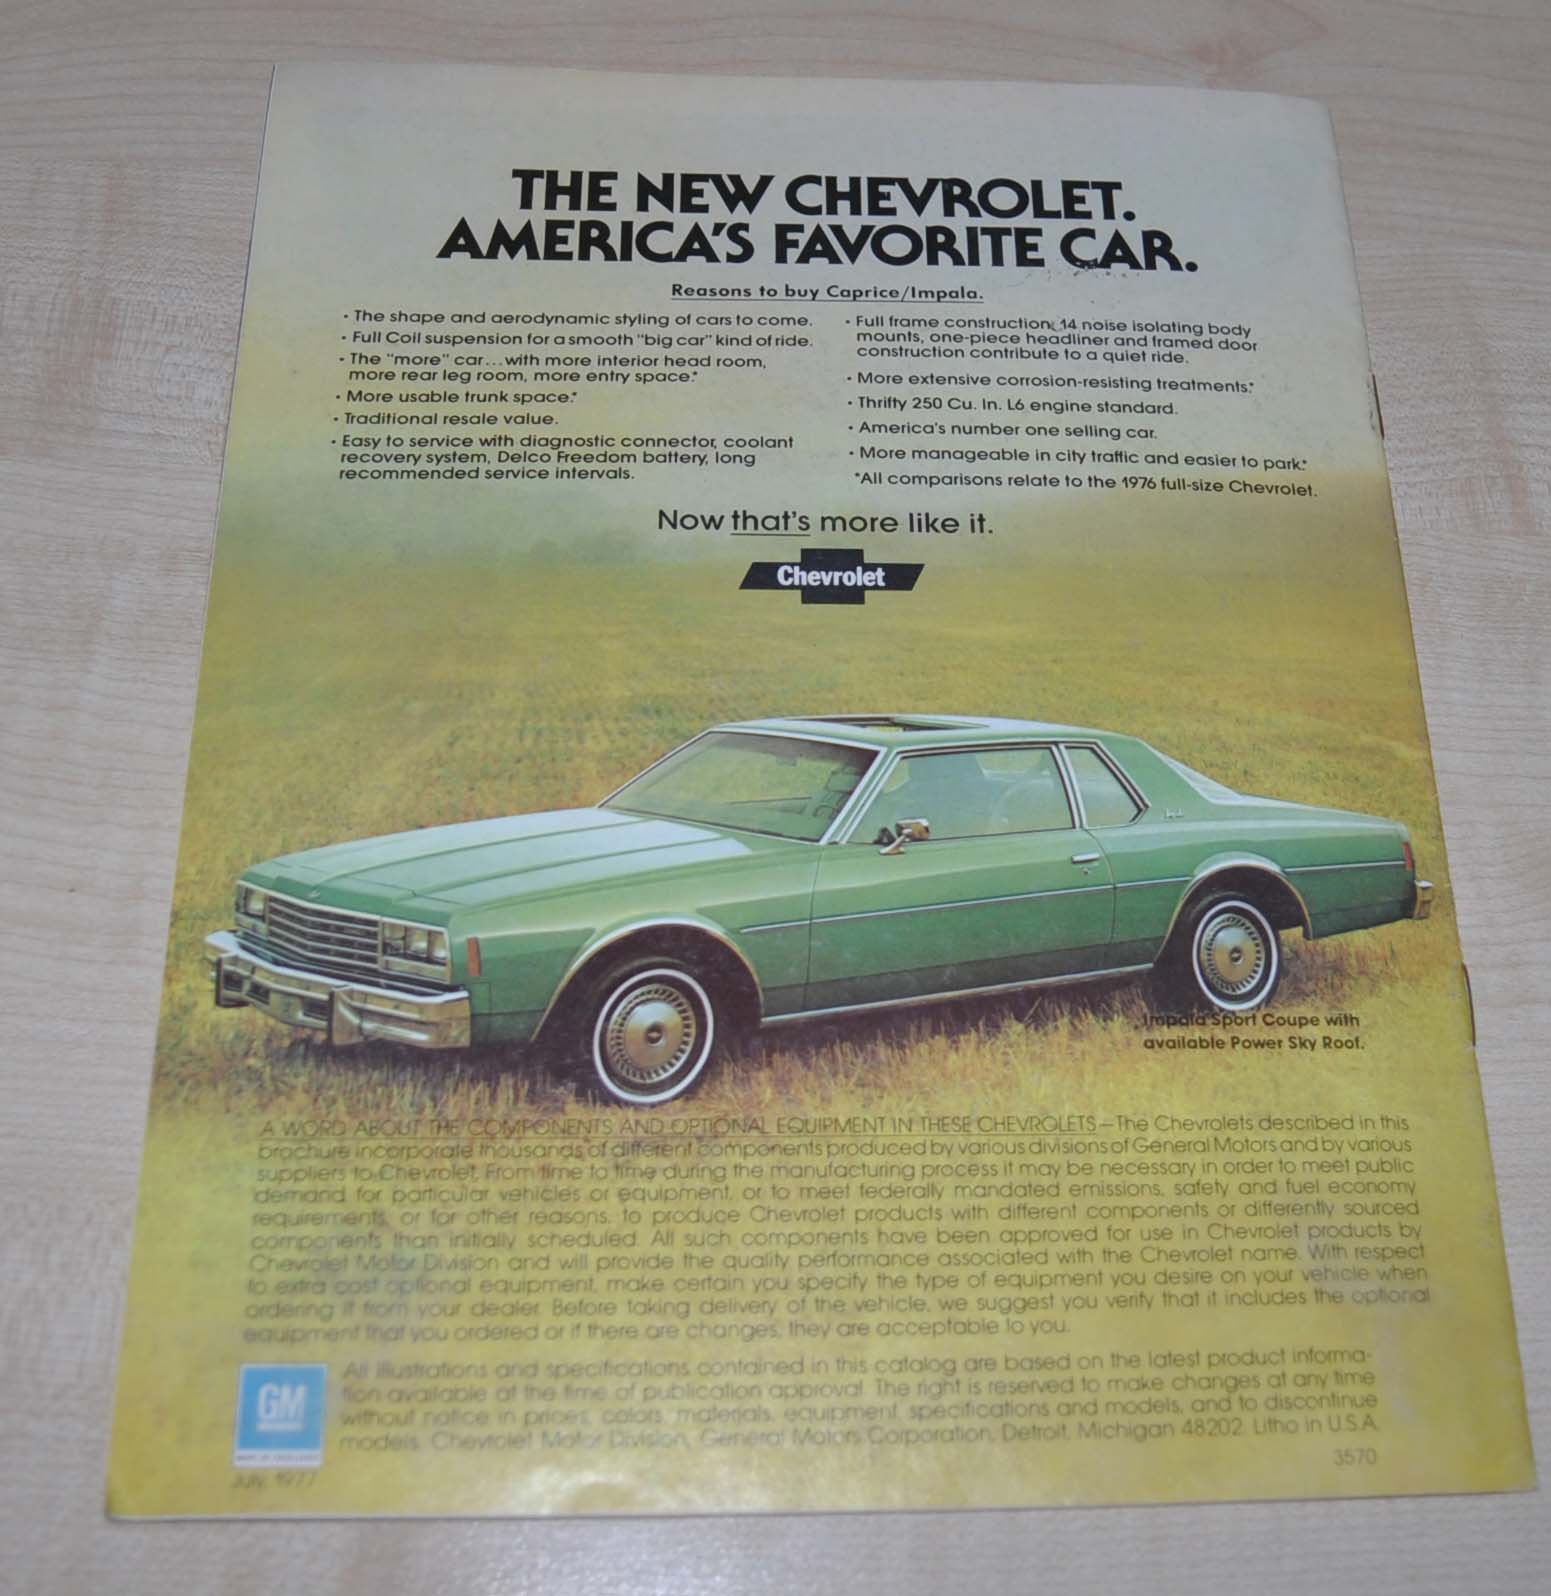 THE NEW CHEVROLET.
AMERICA'S FAVORITE CAR.
Reasons to buy Caprice/Impala.
• The shape and aerodynamic styling of cars to come.
• Full Coil suspension for a smooth "big car" kind of ride.
• The "more" car...with more interior head room,
more rear leg room, more entry space.*
• More usable trunk space.*
• Traditional resale value.
• Easy to service with diagnostic connector, coolant
recovery system, Delco Freedom battery, long
recommended service intervals.
• Full frame construction, 14 noise isolating body
mounts, one-piece headliner and framed door
construction contribute to a quiet ride.
• More extensive corrosion-resisting treatments.*
• Thrifty 250 Cu. In. L6 engine standard.
• America's number one selling car.
• More manageable in city traffic and easier to park.*
*All comparisons relate to the 1976 full-size Chevrolet.
Now that's more like it.
Chevrolet
Impala Sport Coupe with
available Power Sky Roof.
A WORD ABOUT THE COMPONENTS AND OPTIONAL EQUIPMENT IN THESE CHEVROLETS—The Chevrolets described in this
brochure incorporate thousands of different components produced by various divisions of General Motors and by various
suppliers to Chevrolet. From time to time during the manufacturing process it may be necessary in order to meet public
demand for particular vehicles or equipment, or to meet federally mandated emissions, safety and fuel economy
requirements, or for other reasons, to produce Chevrolet products with different components or differently sourced
components than initially scheduled. All such components have been approved for use in Chevrolet products by
Chevrolet Motor Division and will provide the quality performance associated with the Chevrolet name. With respect
to extra cost optional equipment, make certain you specify the type of equipment you desire on your vehicle when
ordering it from your dealer. Before taking delivery of the vehicle, we suggest you verify that it includes the optional
equipment that you ordered or if there are changes, they are acceptable to you.
GM
All illustrations and specifications contained in this catalog are based on the latest product informa-
tion available at the time of publication approval. The right is reserved to make changes at any time
without notice in prices, colors, materials, equipment, specifications and models, and to discontinue
models. Chevrolet Motor Division, General Motors Corporation, Detroit, Michigan 48202. Litho in U.S.A.
July, 1977
3570